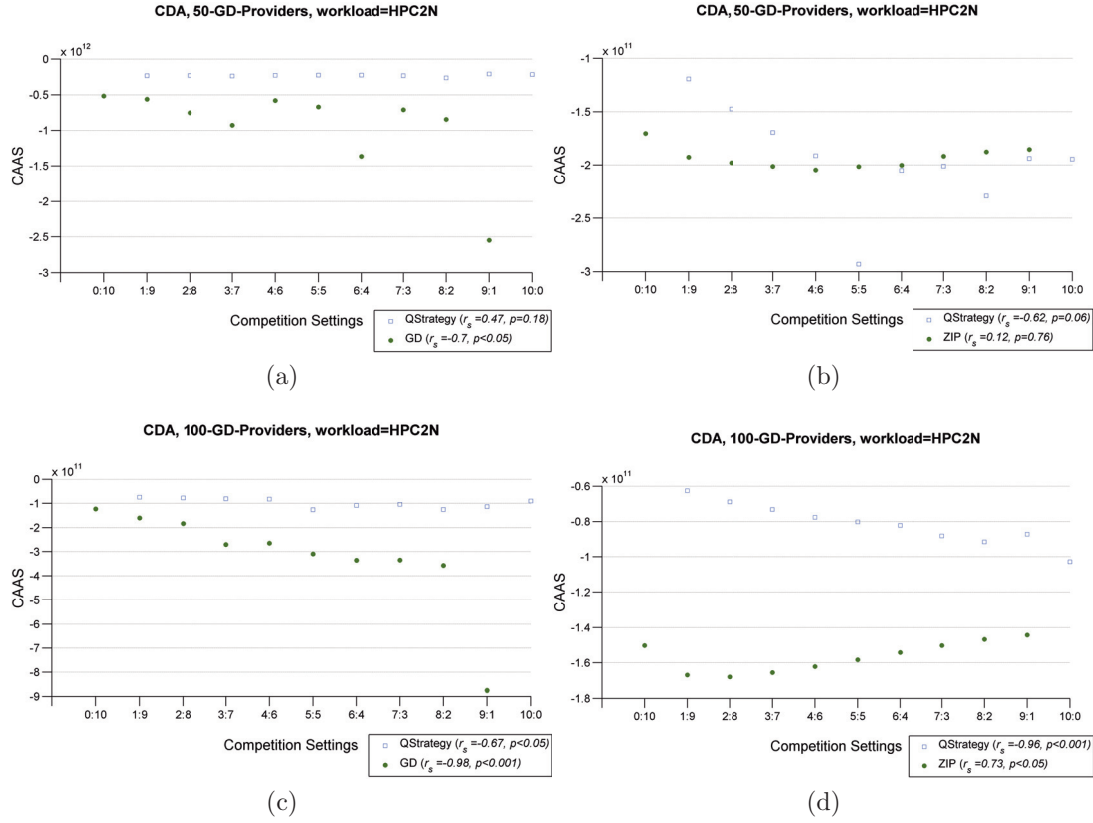 CDA, 50-GD-Providers, workload=HPC2N
x 10^12
0
-0.5
-1
-1.5
-2
-2.5
-3
CAAS
0:10 1:9 2:8 3:7 4:6 5:5 6:4 7:3 8:2 9:1 10:0
Competition Settings
QStrategy (r_s =0.47, p=0.18)
GD (r_s =-0.7, p<0.05)
(a)
CDA, 50-GD-Providers, workload=HPC2N
x 10^11
-1
-1.5
-2
-2.5
-3
CAAS
0:10 1:9 2:8 3:7 4:6 5:5 6:4 7:3 8:2 9:1 10:0
Competition Settings
QStrategy (r_s =-0.62, p=0.06)
ZIP (r_s =0.12, p=0.76)
(b)
CDA, 100-GD-Providers, workload=HPC2N
x 10^11
0
-1
-2
-3
-4
-5
-6
-7
-8
-9
CAAS
0:10 1:9 2:8 3:7 4:6 5:5 6:4 7:3 8:2 9:1 10:0
Competition Settings
QStrategy (r_s =-0.67, p<0.05)
GD (r_s =-0.98, p<0.001)
(c)
CDA, 100-GD-Providers, workload=HPC2N
x 10^11
-0.6
-0.8
-1
-1.2
-1.4
-1.6
-1.8
CAAS
0:10 1:9 2:8 3:7 4:6 5:5 6:4 7:3 8:2 9:1 10:0
Competition Settings
QStrategy (r_s =-0.96, p<0.001)
ZIP (r_s =0.73, p<0.05)
(d)